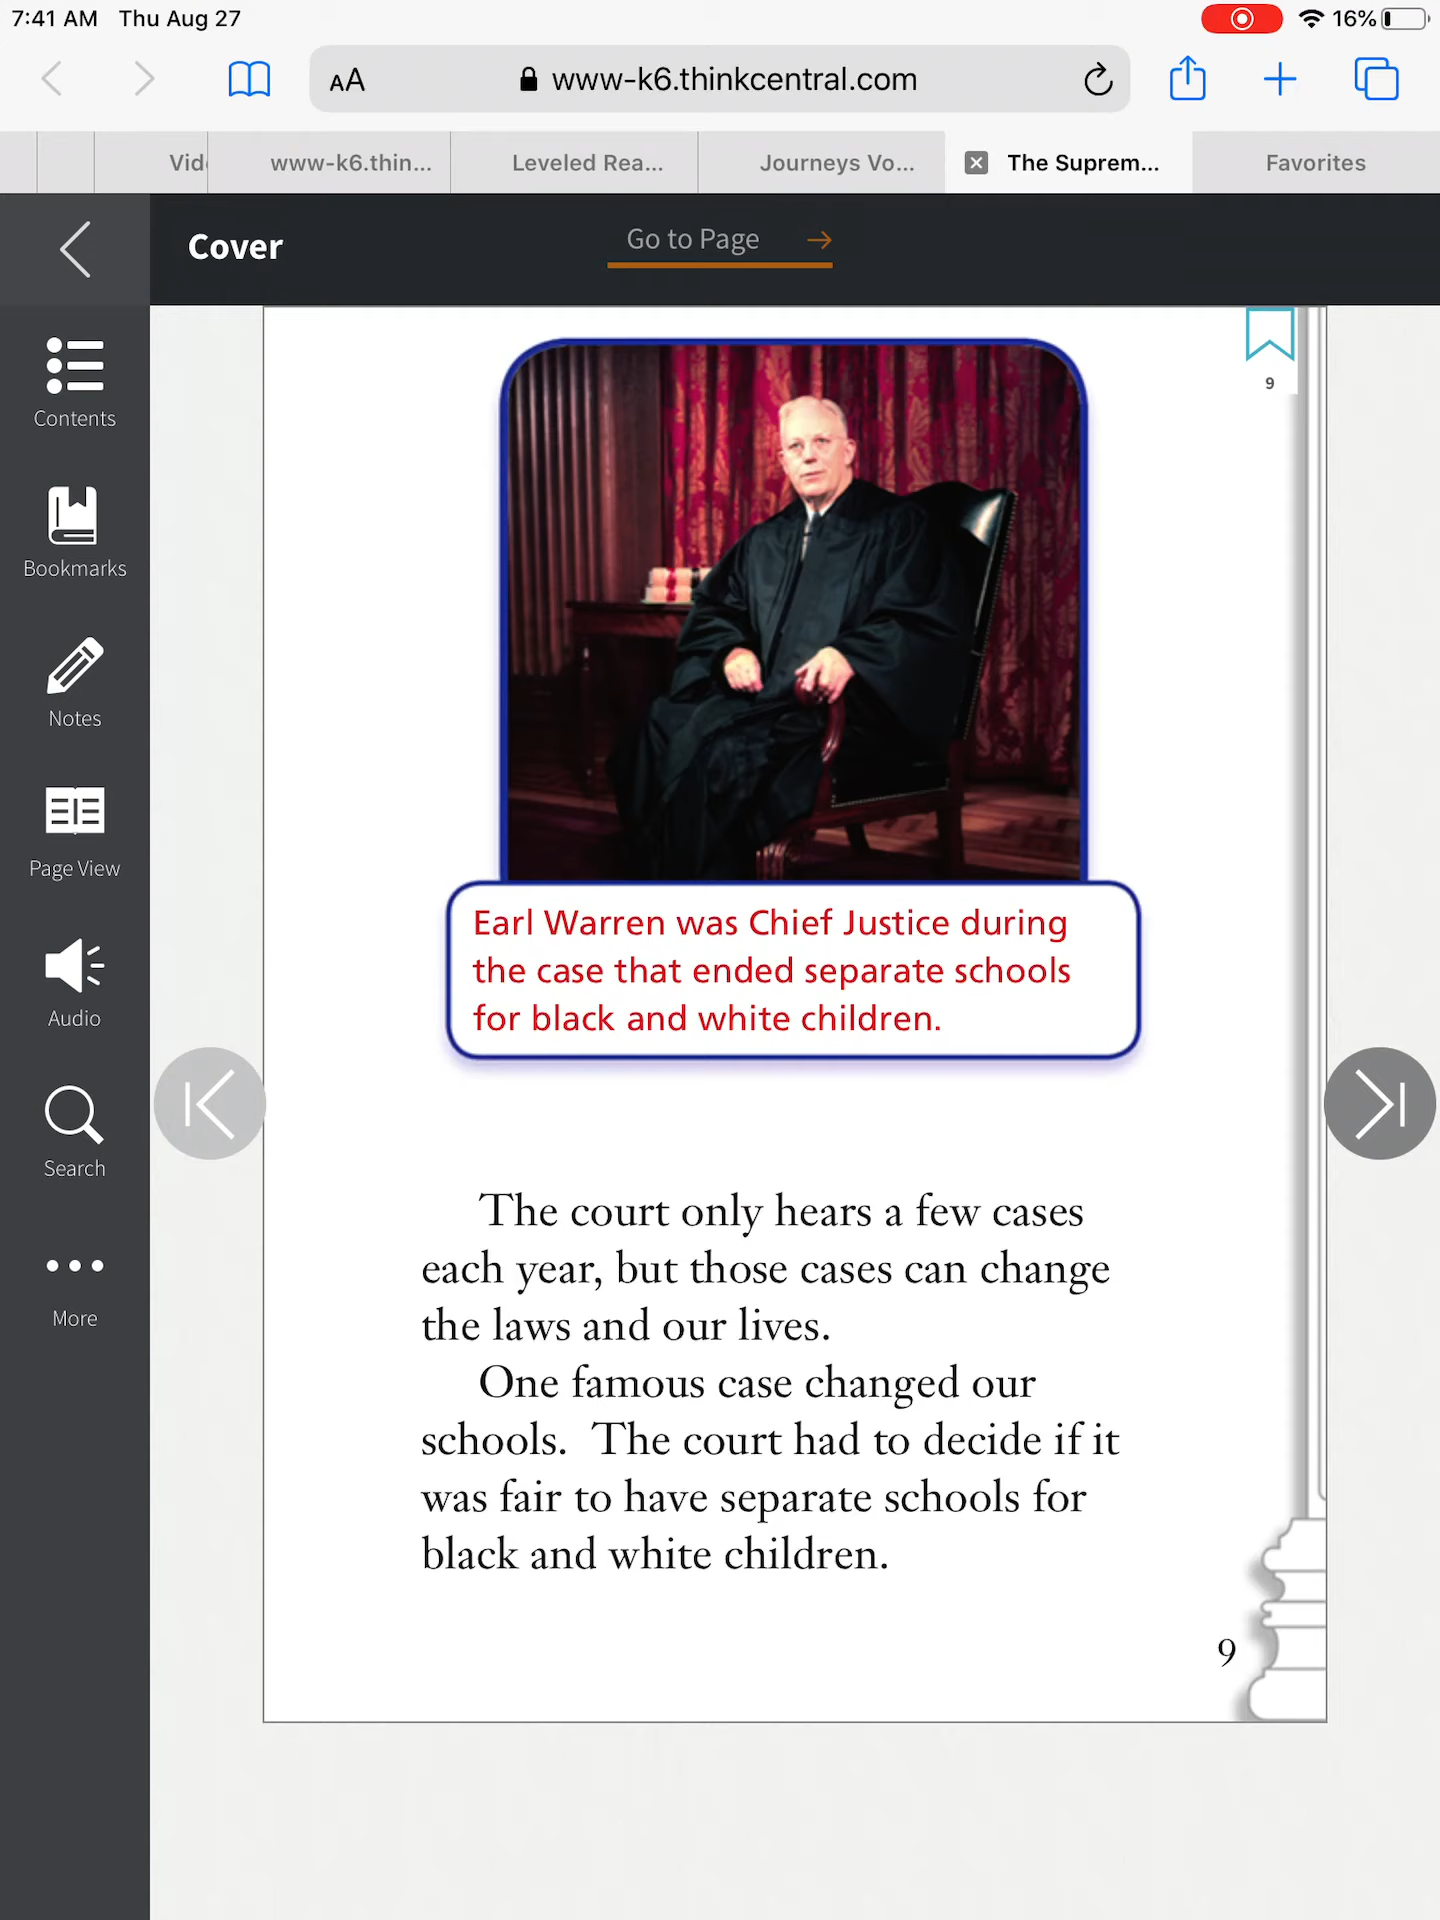 7:41 AM Thu Aug 27
16%
AA www-k6.thinkcentral.com
www-k6.thin... Leveled Rea... Journeys Vo... The Suprem... Favorites
Cover
Go to Page
Contents
Bookmarks
Notes
Page View
Audio
Search
More
9
Earl Warren was Chief Justice during
the case that ended separate schools
for black and white children.
The court only hears a few cases
each year, but those cases can change
the laws and our lives.
One famous case changed our
schools. The court had to decide if it
was fair to have separate schools for
black and white children.
9